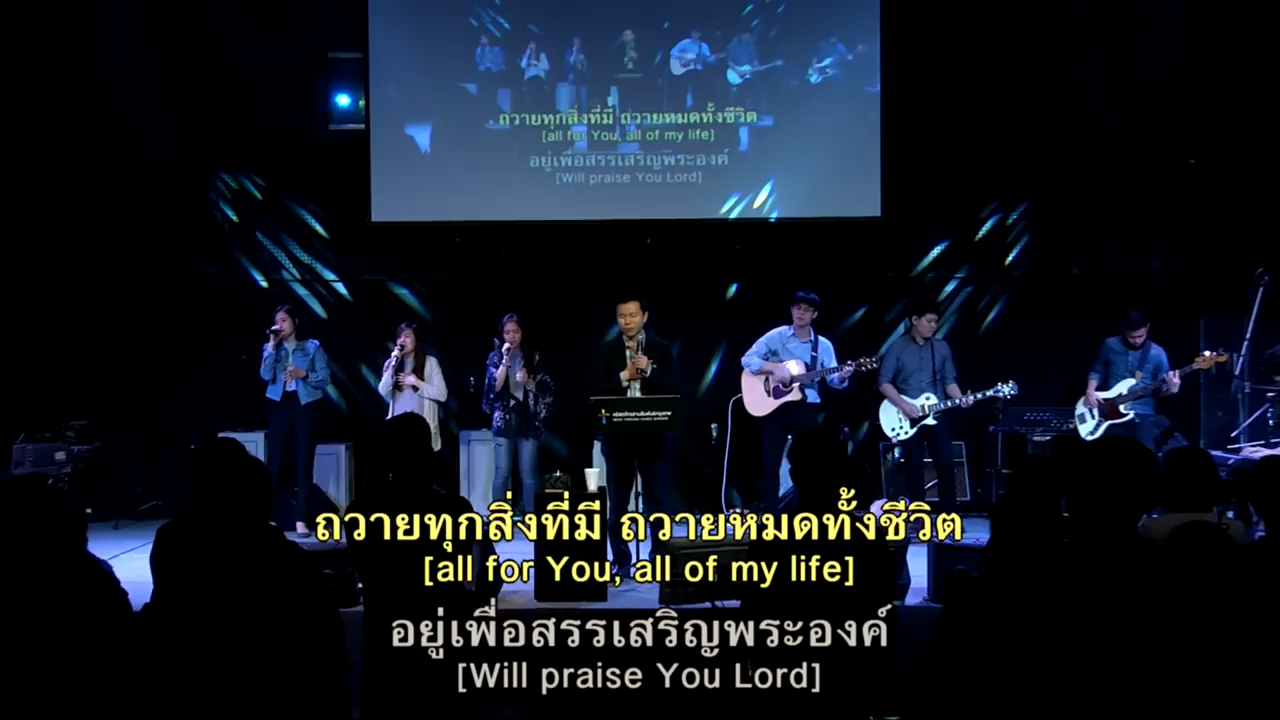 ถวายทุกสิ่งที่มี ถวายหมดทั้งชีวิต
[all for You, all of my life]
อยู่เพื่อสรรเสริญพระองค์
[Will praise You Lord]
ถวายทุกสิ่งที่มี ถวายหมดทั้งชีวิต
[all for You, all of my life]
อยู่เพื่อสรรเสริญพระองค์
[Will praise You Lord]